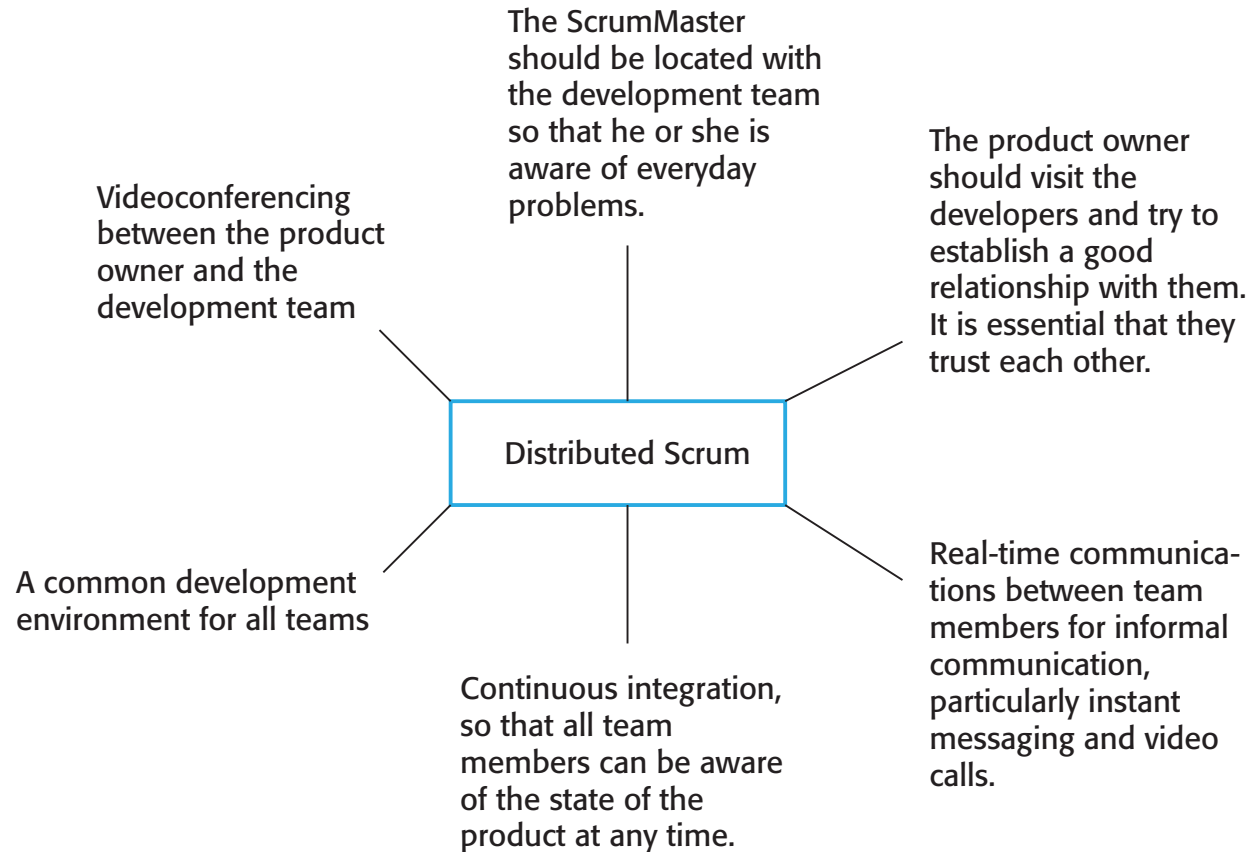 The ScrumMaster
should be located with
the development team
so that he or she is
aware of everyday
problems.
The product owner
should visit the
developers and try to
establish a good
relationship with them.
It is essential that they
trust each other.
Videoconferencing
between the product
owner and the
development team
Distributed Scrum
A common development
environment for all teams
Real-time communica-
tions between team
members for informal
communication,
particularly instant
messaging and video
calls.
Continuous integration,
so that all team
members can be aware
of the state of the
product at any time.